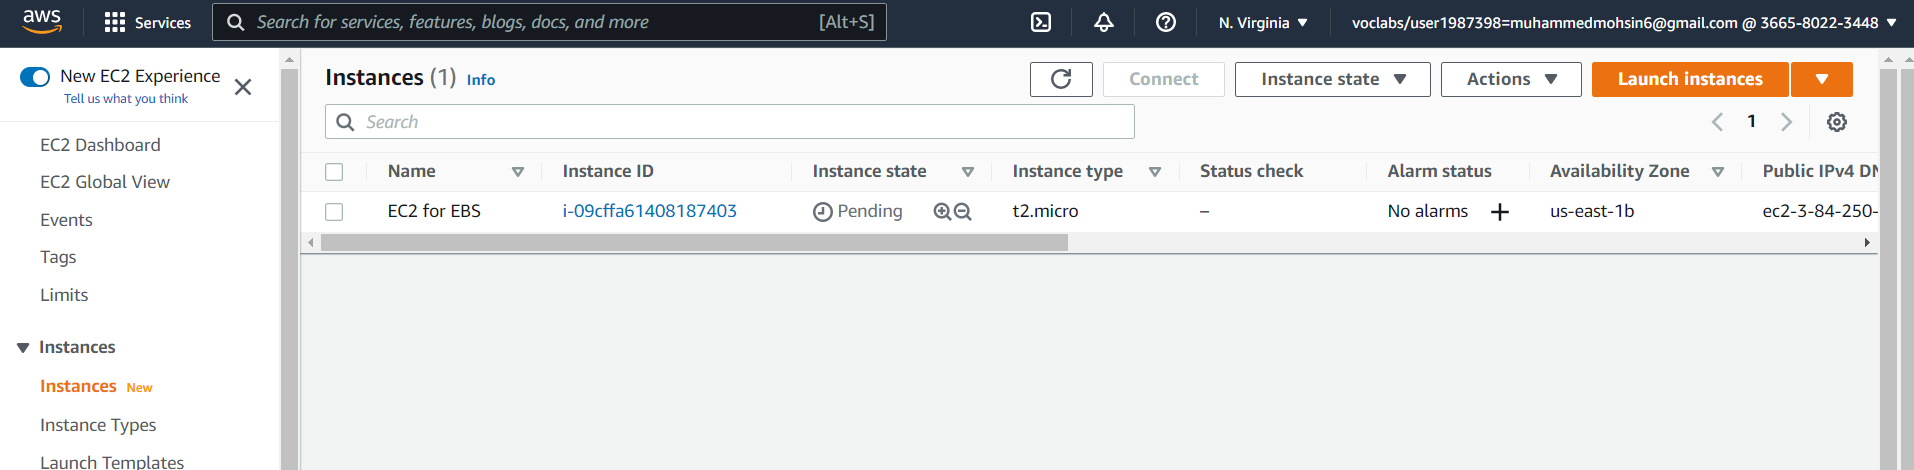 aws
Services
Search for services, features, blogs, docs, and more [Alt+S]
N. Virginia
voclabs/user1987398=muhammedmohsin6@gmail.com @ 3665-8022-3448
New EC2 Experience
Tell us what you think
EC2 Dashboard
EC2 Global View
Events
Tags
Limits
Instances
Instances New
Instance Types
Launch Templates
Instances (1) Info
Connect
Instance state
Actions
Launch instances
Search
1
Name Instance ID Instance state Instance type Status check Alarm status Availability Zone Public IPv4 DN
EC2 for EBS i-09cffa61408187403 Pending t2.micro – No alarms + us-east-1b ec2-3-84-250-